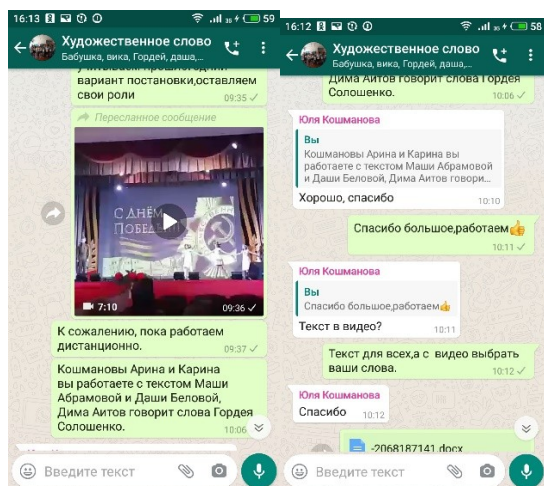 16:13
59
Художественное слово
Бабушка, вика, Гордей, даша,...
вариант постановки,оставляем
свои роли
09:35
Пересланное сообщение
С ДНЁМ
ПОБЕДЫ
7:10
09:36
К сожалению, пока работаем
дистанционно.
09:37
Кошмановы Арина и Карина
вы работаете с текстом Маши
Абрамовой и Даши Беловой,
Дима Аитов говорит слова Гордея
Солошенко.
10:06
Введите текст
16:12
58
Художественное слово
Бабушка, вика, Гордей, даша,...
Дима Аитов говорит слова Гордея
Солошенко.
10:06
Юля Кошманова
Вы
Кошмановы Арина и Карина вы
работаете с текстом Маши Абрамовой
и Даши Беловой, Дима Аитов говори...
Хорошо, спасибо
10:10
Спасибо большое,работаем👍
10:11
Юля Кошманова
Вы
Спасибо большое,работаем👍
Текст в видео?
10:11
Текст для всех,а с видео выбрать
ваши слова.
10:12
Юля Кошманова
Спасибо
10:12
-2068187141.docx
Введите текст